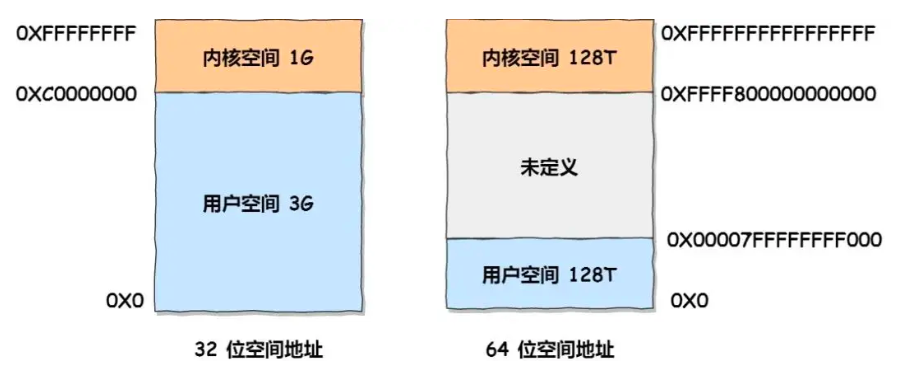 0XFFFFFFFF
内核空间 1G
0XC0000000
用户空间 3G
0X0
32 位空间地址
0XFFFFFFFFFFFFFFFF
内核空间 128T
0XFFFF800000000000
未定义
0X00007FFFFFFFF000
用户空间 128T
0X0
64 位空间地址